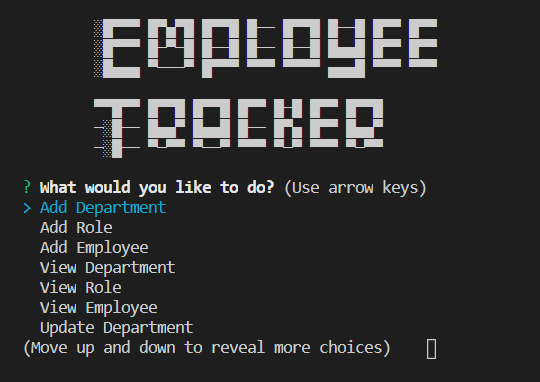 EMPLOYEE
TRACKER
? What would you like to do? (Use arrow keys)
> Add Department
Add Role
Add Employee
View Department
View Role
View Employee
Update Department
(Move up and down to reveal more choices)